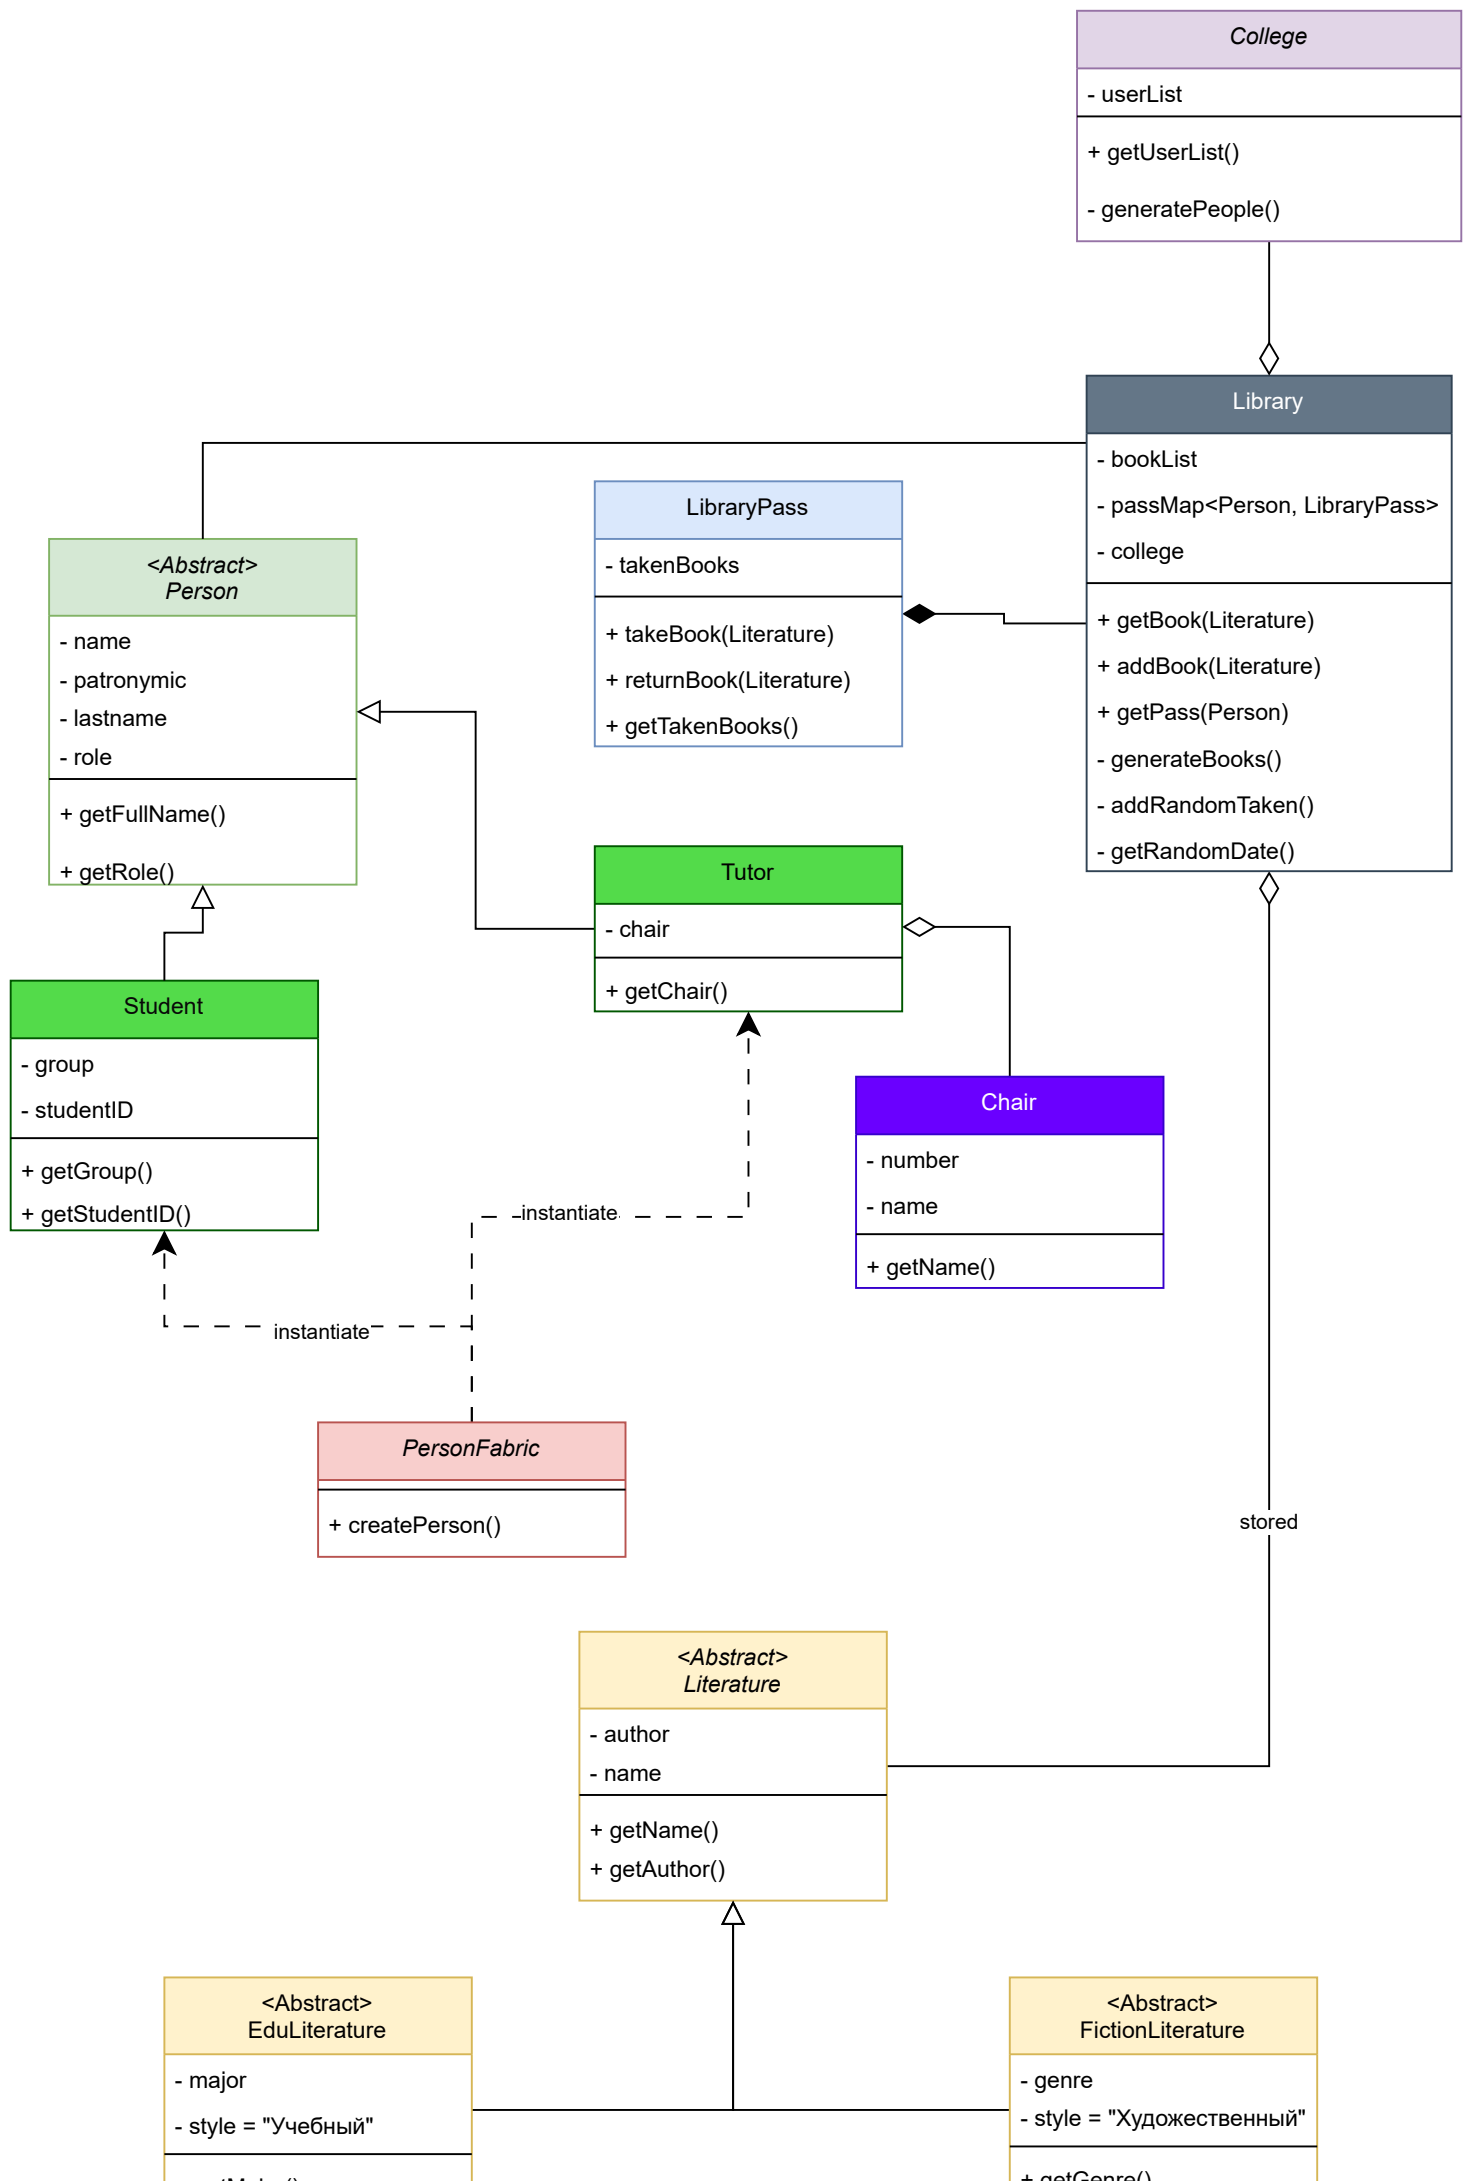 College
- userList
+ getUserList()
- generatePeople()
Library
- bookList
- passMap<Person, LibraryPass>
- college
+ getBook(Literature)
+ addBook(Literature)
+ getPass(Person)
- generateBooks()
- addRandomTaken()
- getRandomDate()
LibraryPass
- takenBooks
+ takeBook(Literature)
+ returnBook(Literature)
+ getTakenBooks()
<Abstract>
Person
- name
- patronymic
- lastname
- role
+ getFullName()
+ getRole()
Tutor
- chair
+ getChair()
Student
- group
- studentID
+ getGroup()
+ getStudentID()
Chair
- number
- name
+ getName()
instantiate
instantiate
PersonFabric
+ createPerson()
stored
<Abstract>
Literature
- author
- name
+ getName()
+ getAuthor()
<Abstract>
EduLiterature
- major
- style = "Учебный"
<Abstract>
FictionLiterature
- genre
- style = "Художественный"
+ getGenre()